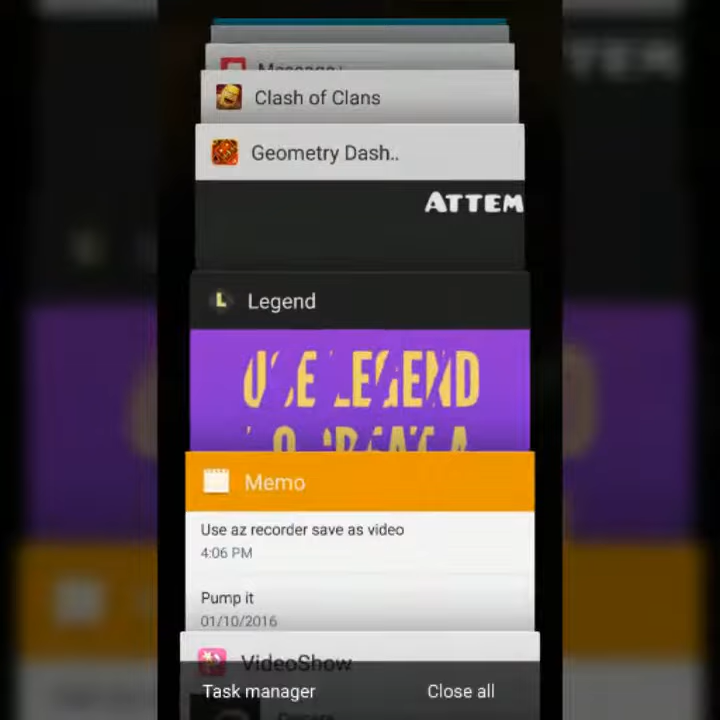 Message
Clash of Clans
Geometry Dash..
ATTEM
L Legend
USE LEGEND
Memo
Use az recorder save as video
4:06 PM
Pump it
01/10/2016
VideoShow
Task manager
Close all